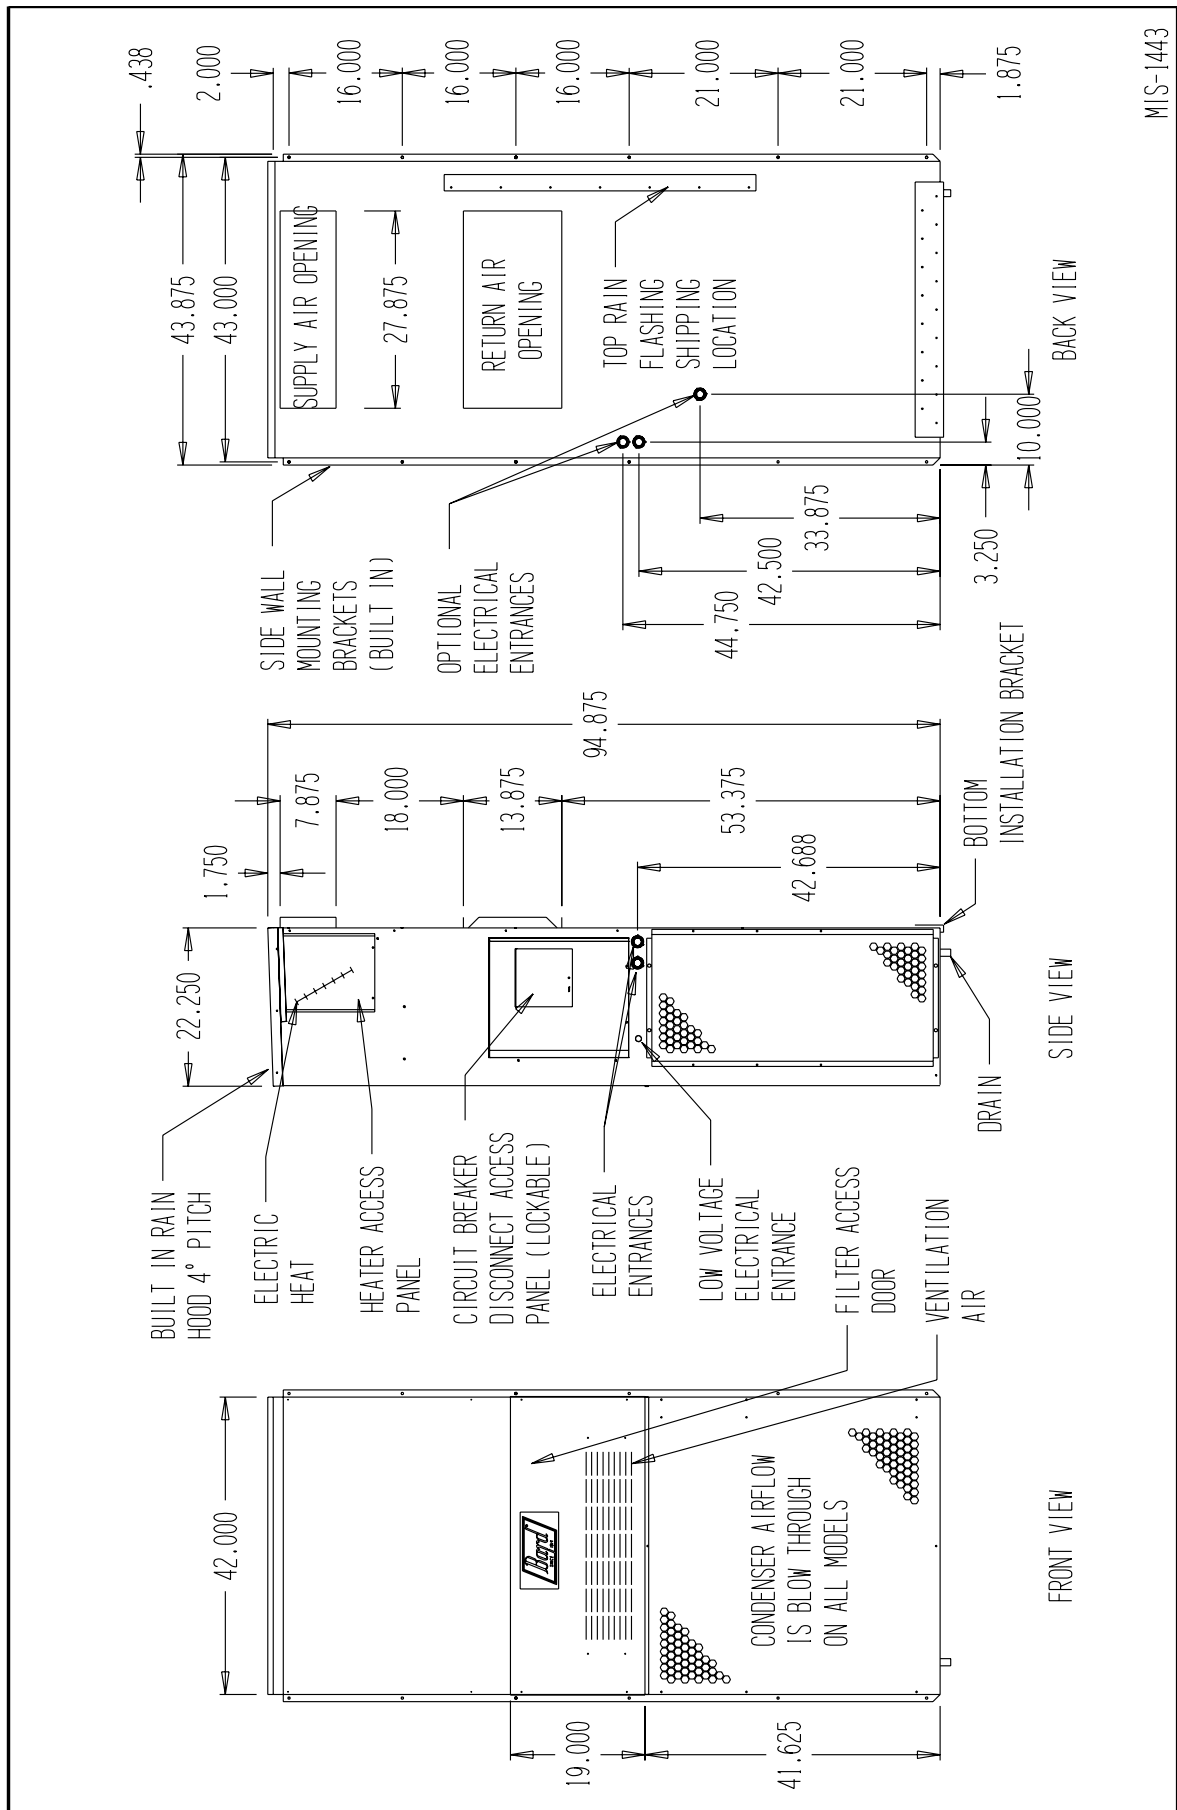 42.000
19.000
41.625
Bard
CONDENSER AIRFLOW
IS BLOW THROUGH
ON ALL MODELS
FRONT VIEW
BUILT IN RAIN
HOOD 4° PITCH
ELECTRIC
HEAT
HEATER ACCESS
PANEL
CIRCUIT BREAKER
DISCONNECT ACCESS
PANEL (LOCKABLE)
ELECTRICAL
ENTRANCES
LOW VOLTAGE
ELECTRICAL
ENTRANCE
FILTER ACCESS
DOOR
VENTILATION
AIR
22.250
1.750
7.875
18.000
13.875
94.875
53.375
42.688
DRAIN
BOTTOM
INSTALLATION BRACKET
SIDE VIEW
SIDE WALL
MOUNTING
BRACKETS
(BUILT IN)
OPTIONAL
ELECTRICAL
ENTRANCES
44.750
42.500
33.875
3.250
10.000
43.875
43.000
SUPPLY AIR OPENING
27.875
RETURN AIR
OPENING
TOP RAIN
FLASHING
SHIPPING
LOCATION
.438
2.000
16.000
16.000
16.000
21.000
21.000
1.875
BACK VIEW
MIS-1443